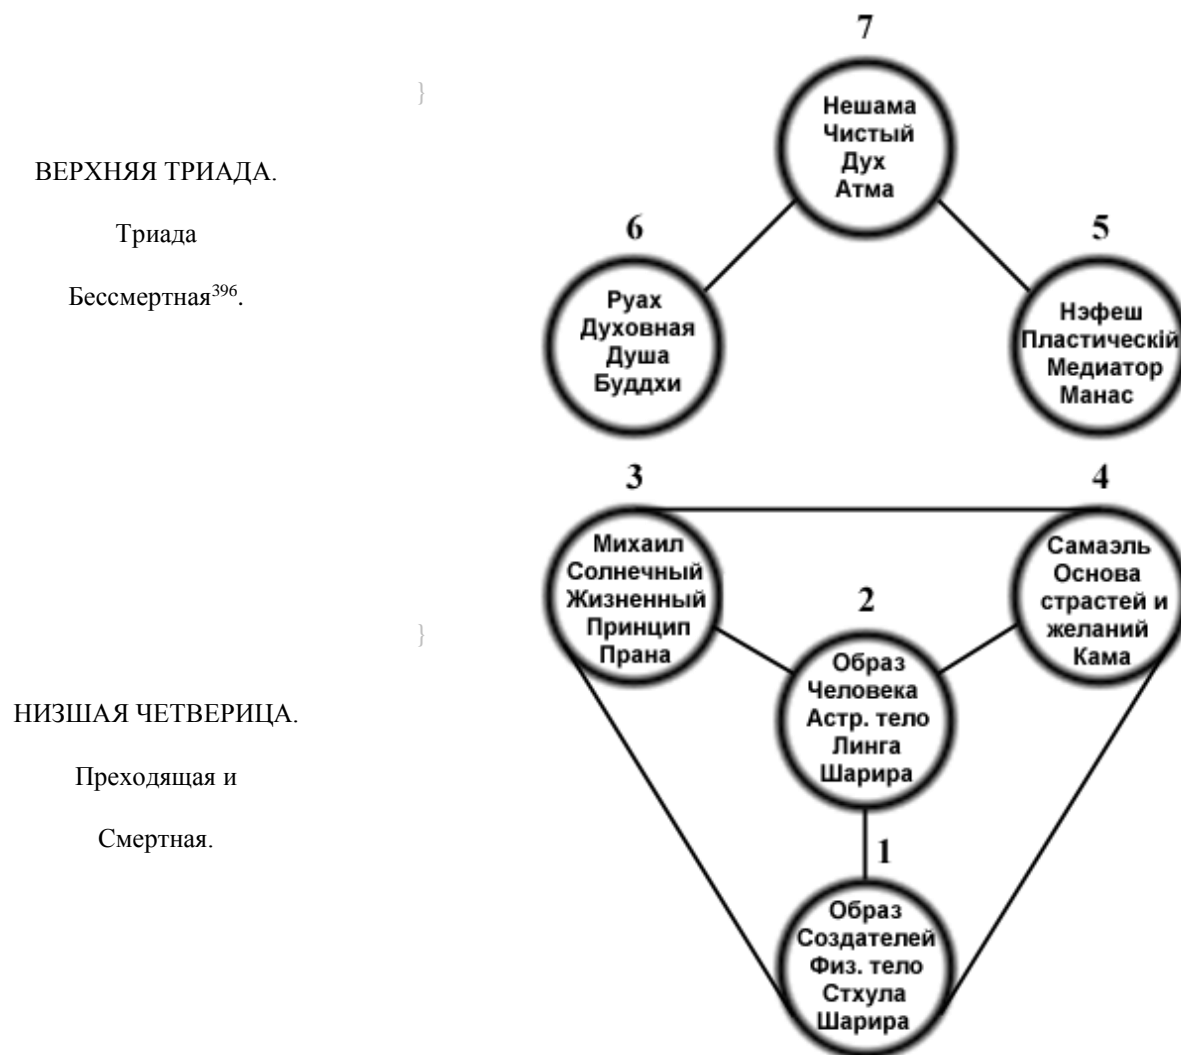 7
Нешама
Чистый
Дух
Атма
}
ВЕРХНЯЯ ТРИАДА.
Триада
Бессмертная³⁹⁶.
6
Руах
Духовная
Душа
Буддхи
5
Нэфеш
Пластическiй
Медиатор
Манас
3
Михаил
Солнечный
Жизненный
Принцип
Прана
4
Самаэль
Основа
страстей и
желаний
Кама
2
Образ
Человека
Астр. тело
Линга
Шарира
}
НИЗШАЯ ЧЕТВЕРИЦА.
Преходящая и
Смертная.
1
Образ
Создателей
Физ. тело
Стхула
Шарира